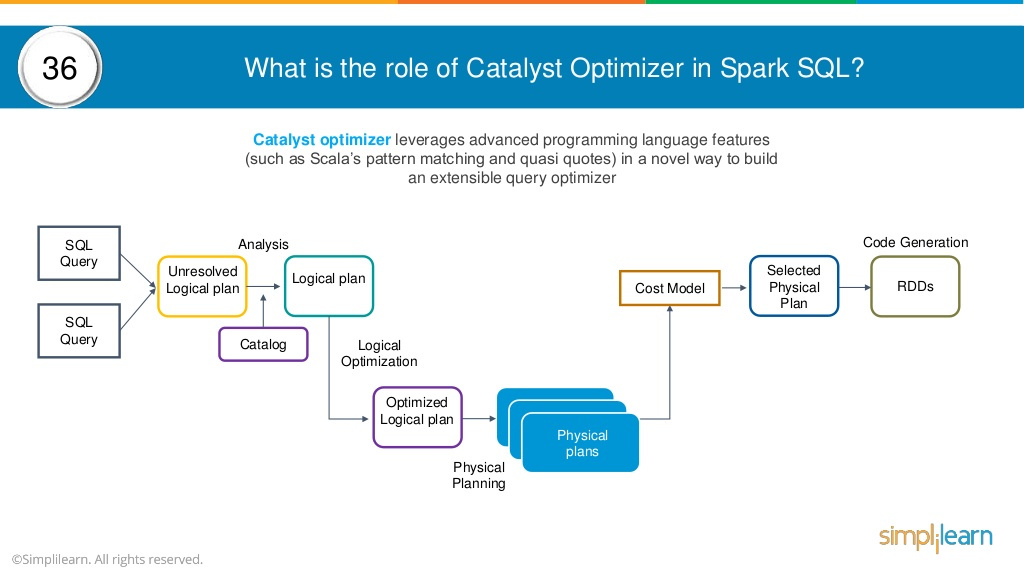 36
What is the role of Catalyst Optimizer in Spark SQL?
Catalyst optimizer leverages advanced programming language features
(such as Scala's pattern matching and quasi quotes) in a novel way to build
an extensible query optimizer
SQL
Query
SQL
Query
Unresolved
Logical plan
Analysis
Logical plan
Catalog
Logical
Optimization
Optimized
Logical plan
Physical
Planning
Physical
plans
Cost Model
Selected
Physical
Plan
Code Generation
RDDs
©Simplilearn. All rights reserved.
simplilearn